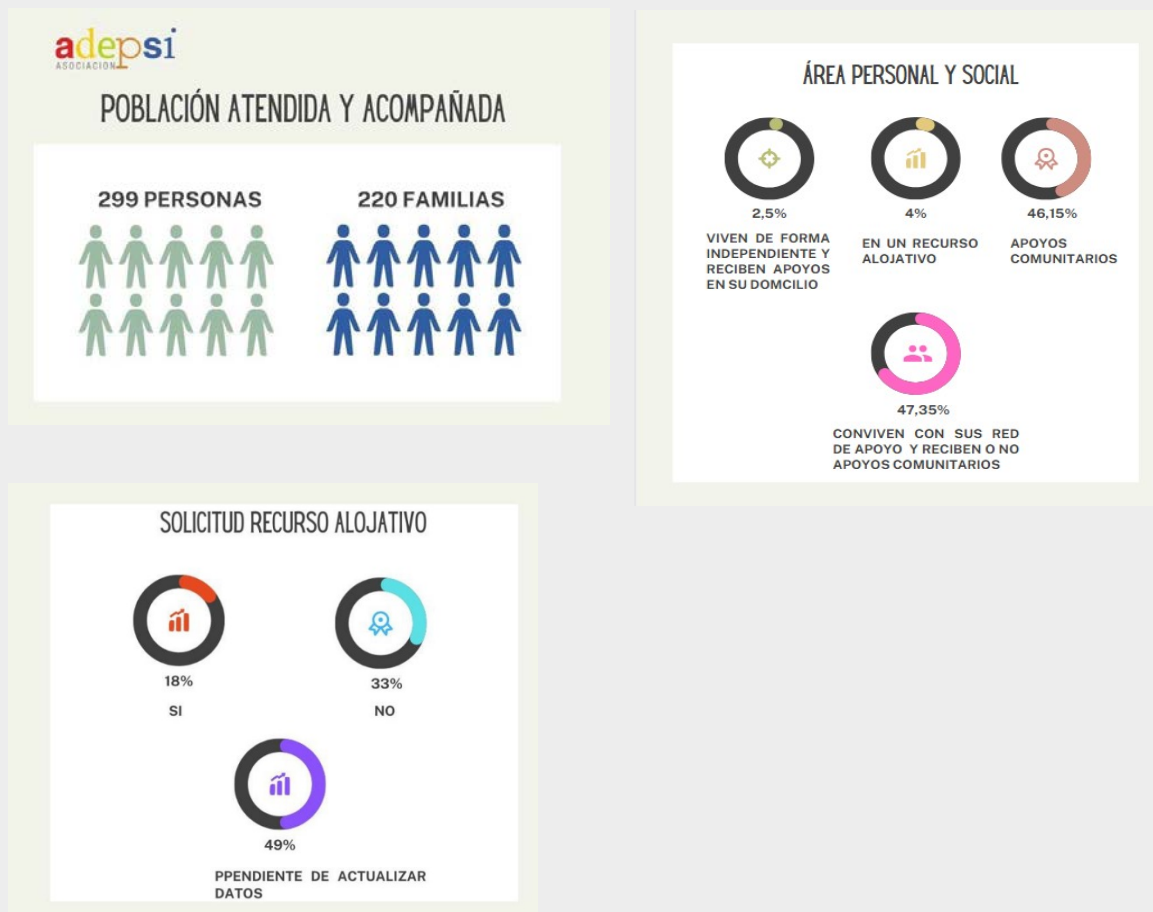 adepsi
ASOCIACIÓN
POBLACIÓN ATENDIDA Y ACOMPAÑADA
299 PERSONAS
220 FAMILIAS
ÁREA PERSONAL Y SOCIAL
2,5%
VIVEN DE FORMA
INDEPENDIENTE Y
RECIBEN APOYOS
EN SU DOMCILIO
4%
EN UN RECURSO
ALOJATIVO
46,15%
APOYOS
COMUNITARIOS
47,35%
CONVIVEN CON SUS RED
DE APOYO Y RECIBEN O NO
APOYOS COMUNITARIOS
SOLICITUD RECURSO ALOJATIVO
18%
SI
33%
NO
49%
PPENDIENTE DE ACTUALIZAR
DATOS